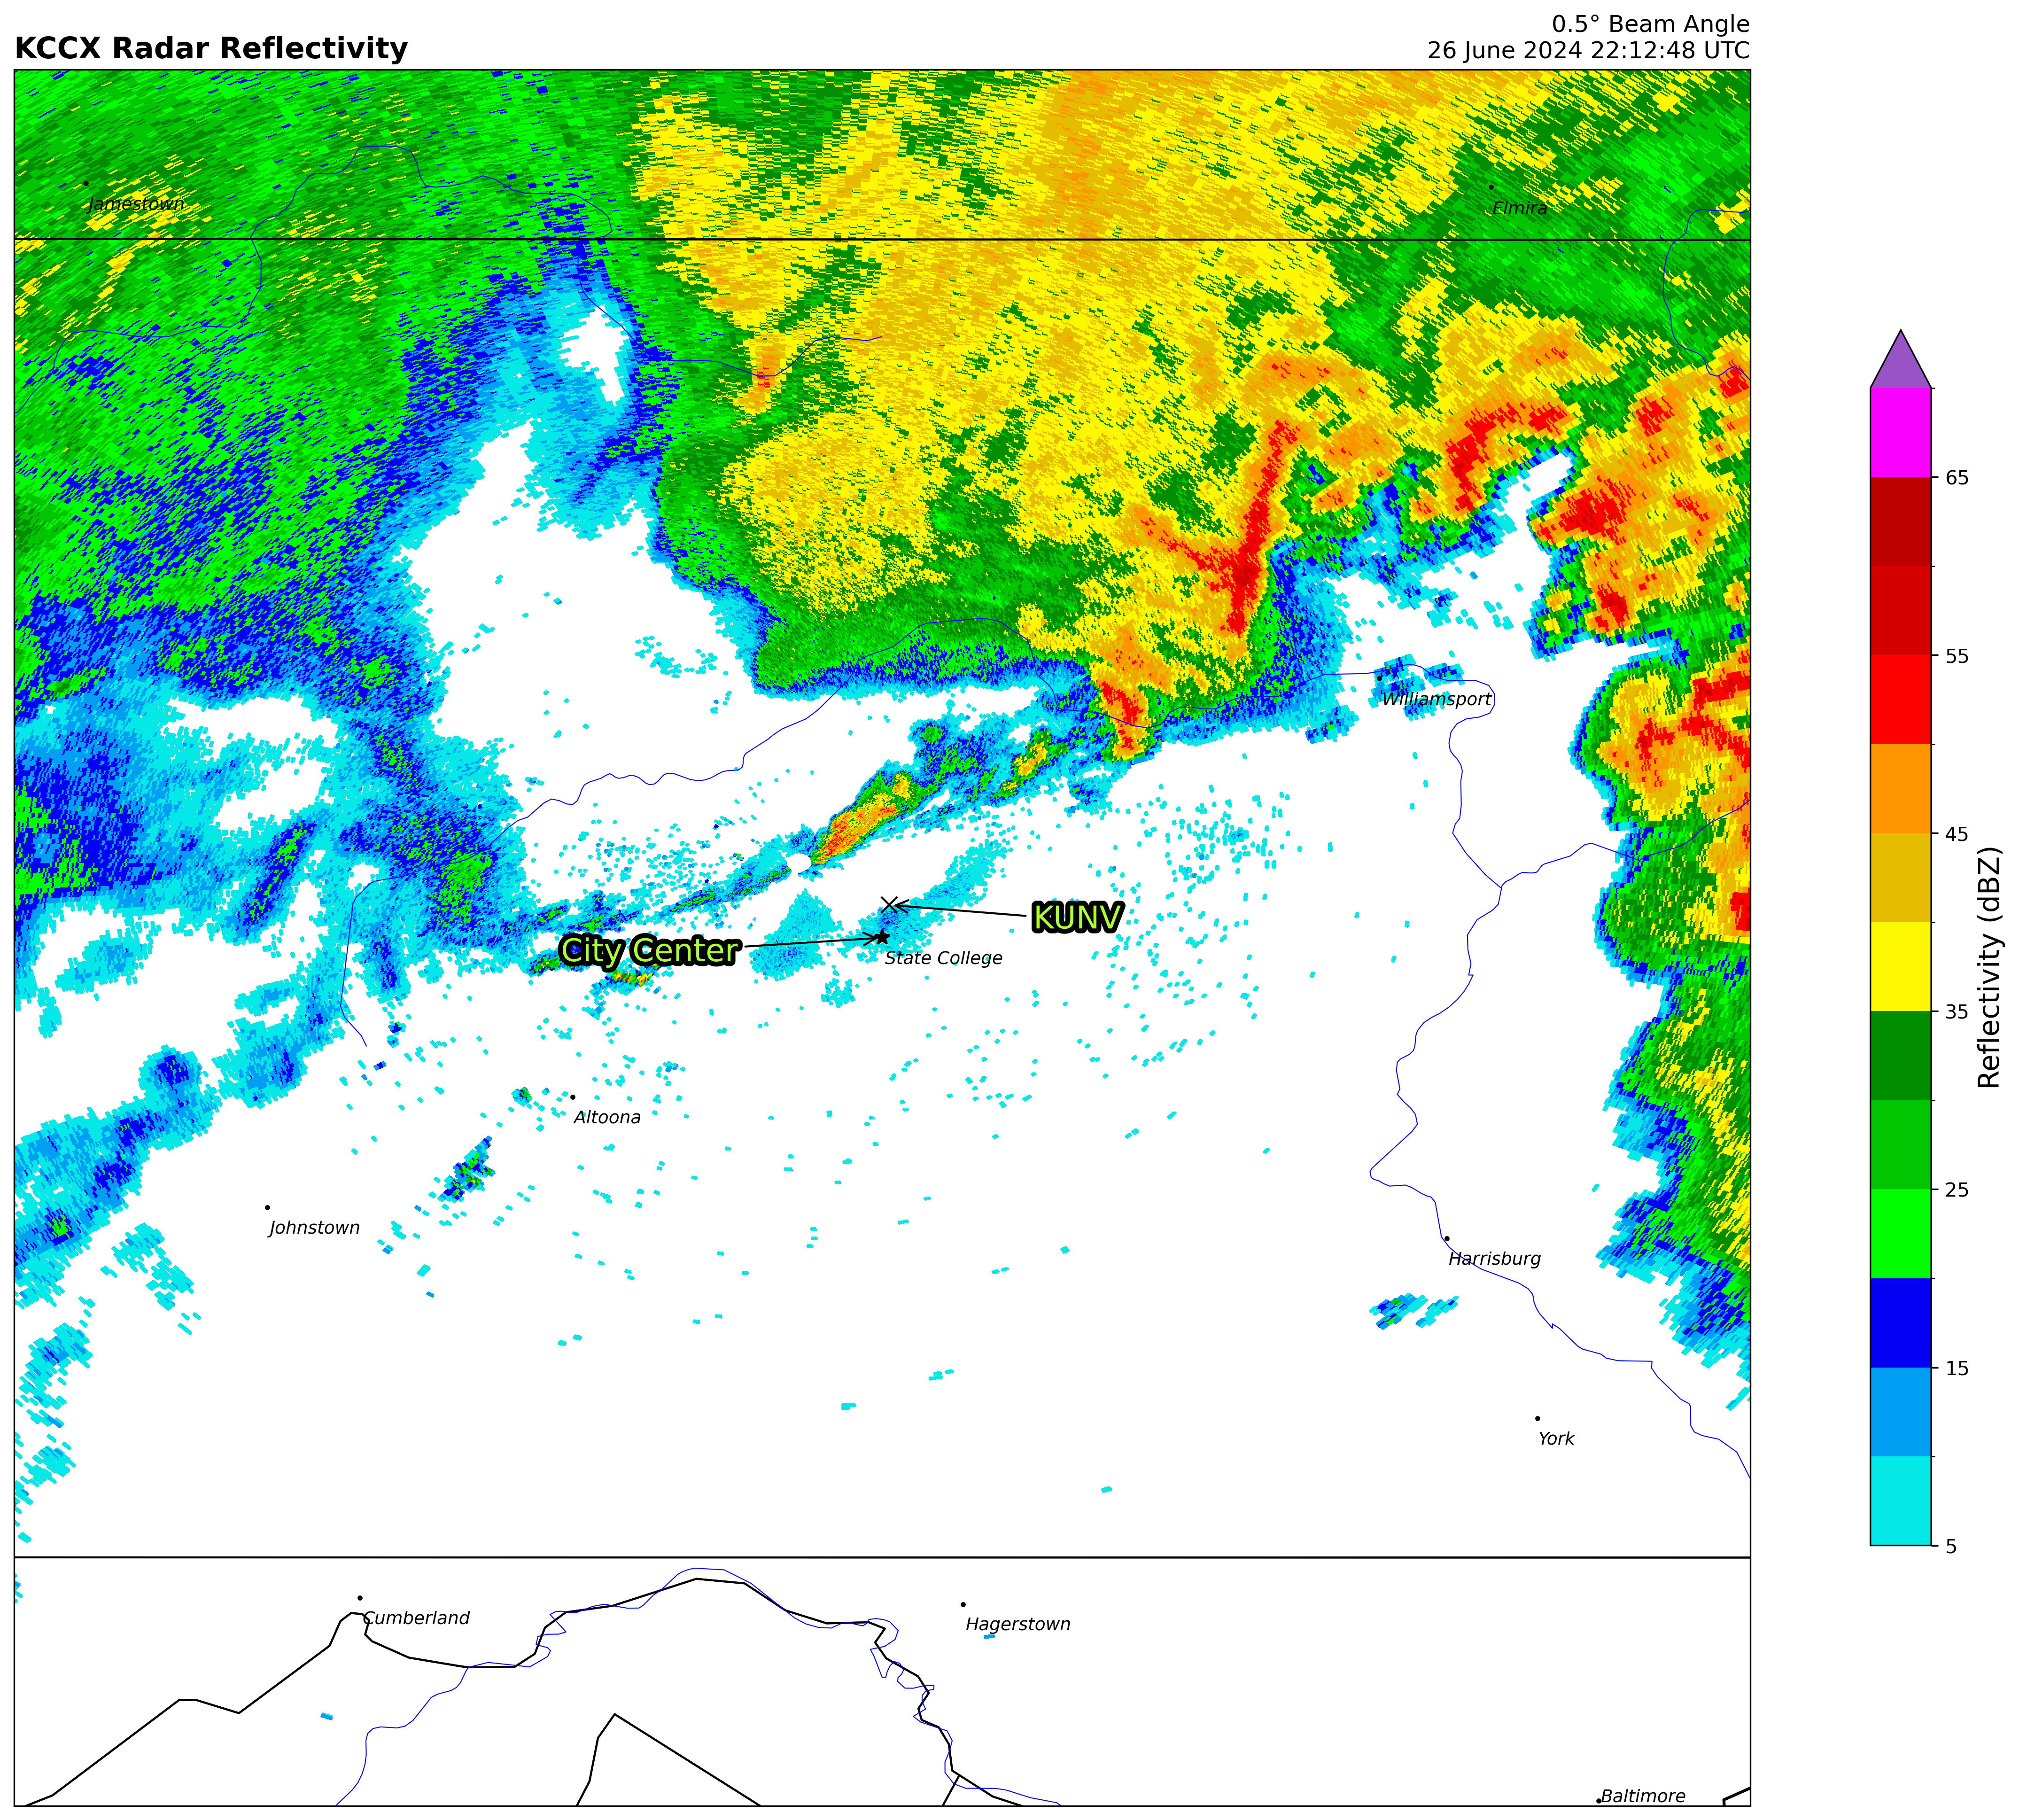 0.5° Beam Angle
KCCX Radar Reflectivity
26 June 2024 22:12:48 UTC
Jamestown
Elmira
65
55
Williamsport
45
Reflectivity (dBZ)
KUNV
City Center
State College
35
Altoona
25
Johnstown
Harrisburg
15
York
5
Cumberland
Hagerstown
Baltimore